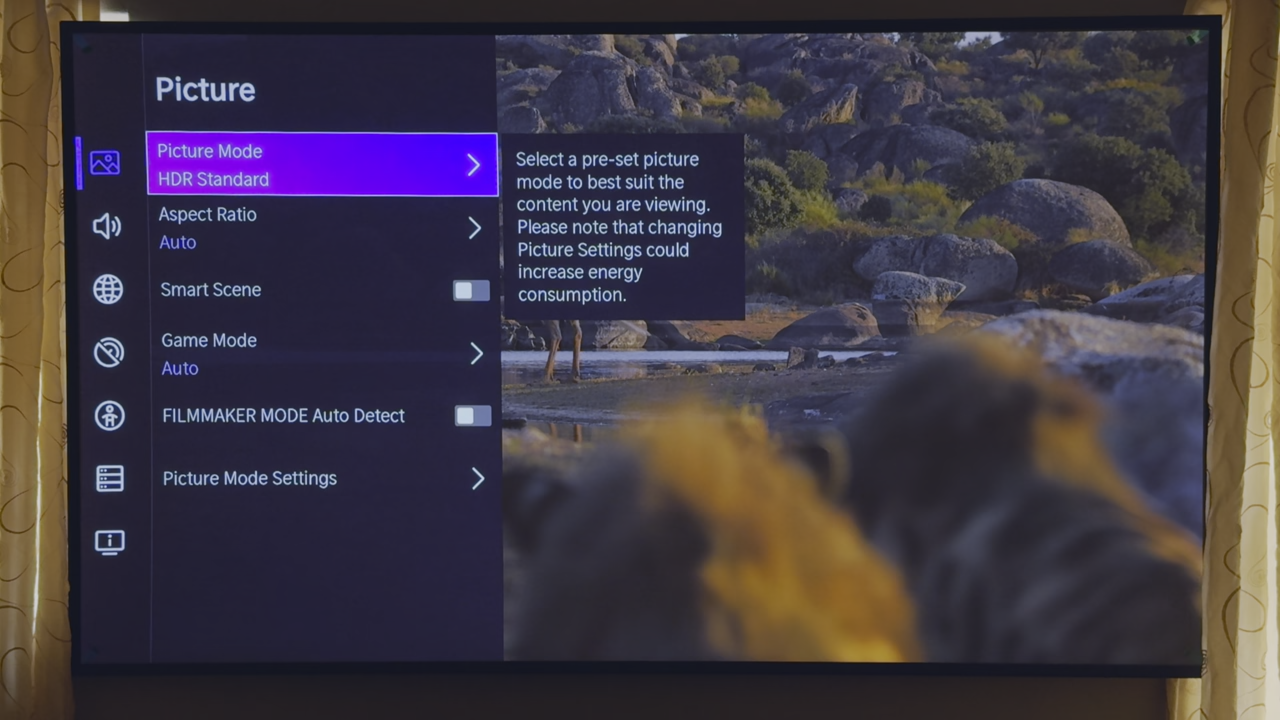 Picture
Picture Mode
HDR Standard
Aspect Ratio
Auto
Smart Scene
Game Mode
Auto
FILMMAKER MODE Auto Detect
Picture Mode Settings
Select a pre-set picture
mode to best suit the
content you are viewing.
Please note that changing
Picture Settings could
increase energy
consumption.